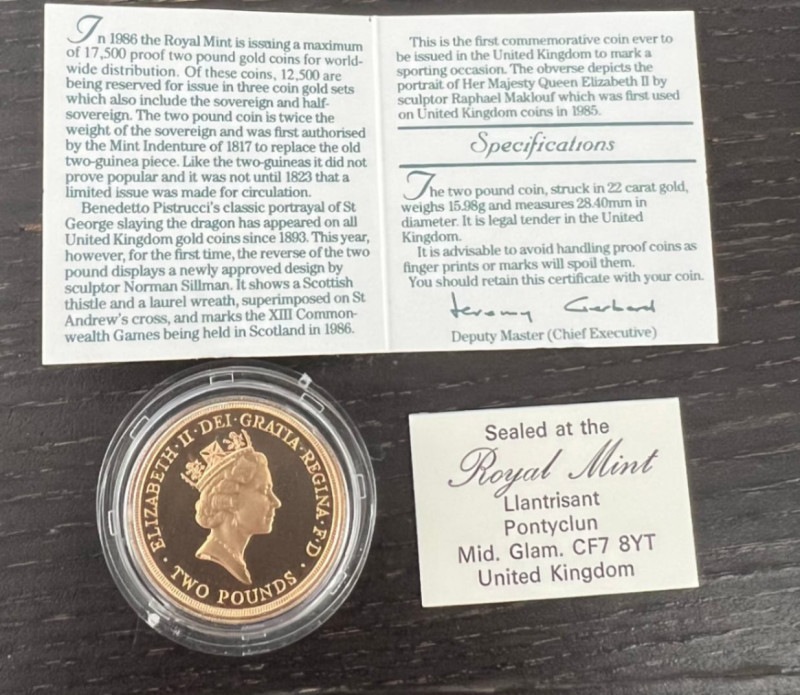 In 1986 the Royal Mint is issuing a maximum
of 17,500 proof two pound gold coins for world-
wide distribution. Of these coins, 12,500 are
being reserved for issue in three coin gold sets
which also include the sovereign and half-
sovereign. The two pound coin is twice the
weight of the sovereign and was first authorised
by the Mint Indenture of 1817 to replace the old
two-guinea piece. Like the two-guineas it did not
prove popular and it was not until 1823 that a
limited issue was made for circulation.
Benedetto Pistrucci's classic portrayal of St
George slaying the dragon has appeared on all
United Kingdom gold coins since 1893. This year,
however, for the first time, the reverse of the two
pound displays a newly approved design by
sculptor Norman Sillman. It shows a Scottish
thistle and a laurel wreath, superimposed on St
Andrew's cross, and marks the XIII Common-
wealth Games being held in Scotland in 1986.
This is the first commemorative coin ever to
be issued in the United Kingdom to mark a
sporting occasion. The obverse depicts the
portrait of Her Majesty Queen Elizabeth II by
sculptor Raphael Maklouf which was first used
on United Kingdom coins in 1985.
Specifications
The two pound coin, struck in 22 carat gold,
weighs 15.98g and measures 28.40mm in
diameter. It is legal tender in the United
Kingdom.
It is advisable to avoid handling proof coins as
finger prints or marks will spoil them.
You should retain this certificate with your coin.
Jeremy Gerhard
Deputy Master (Chief Executive)
ELIZABETH·II·DEI·GRATIA·REGINA·F·D·
TWO POUNDS
Sealed at the
Royal Mint
Llantrisant
Pontyclun
Mid. Glam. CF7 8YT
United Kingdom